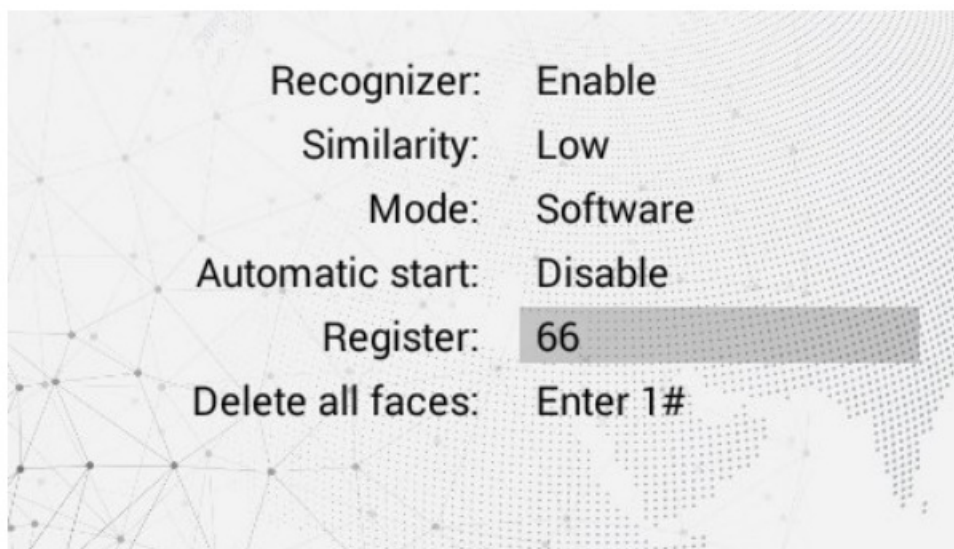 Recognizer: Enable
Similarity: Low
Mode: Software
Automatic start: Disable
Register: 66
Delete all faces: Enter 1#